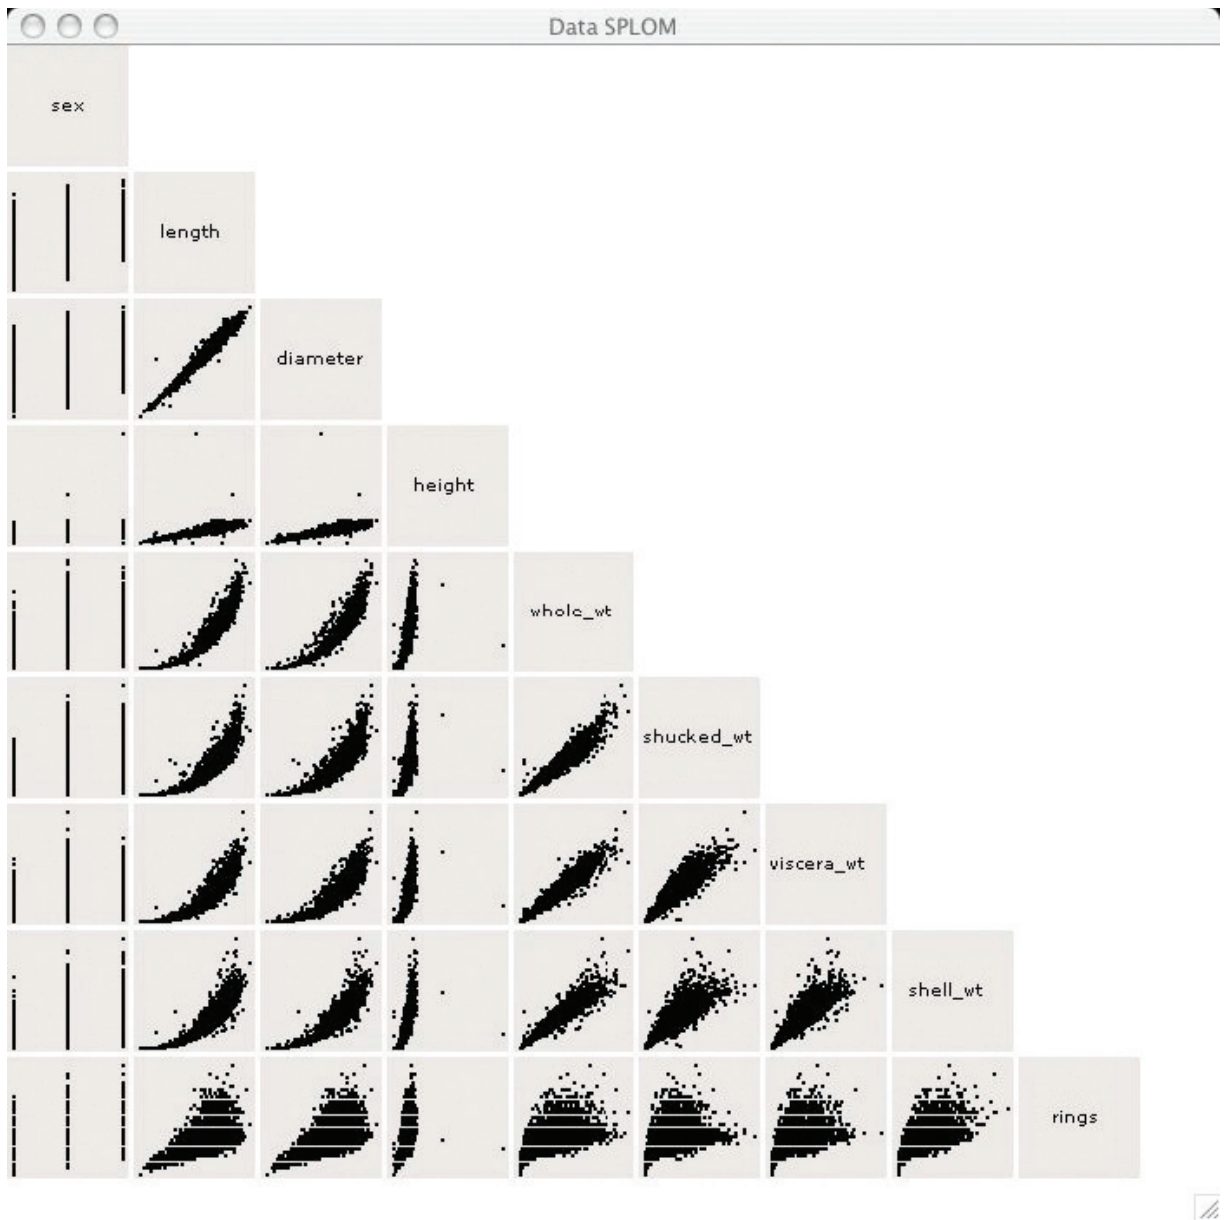 Data SPLOM
sex
length
diameter
height
whole_wt
shucked_wt
viscera_wt
shell_wt
rings